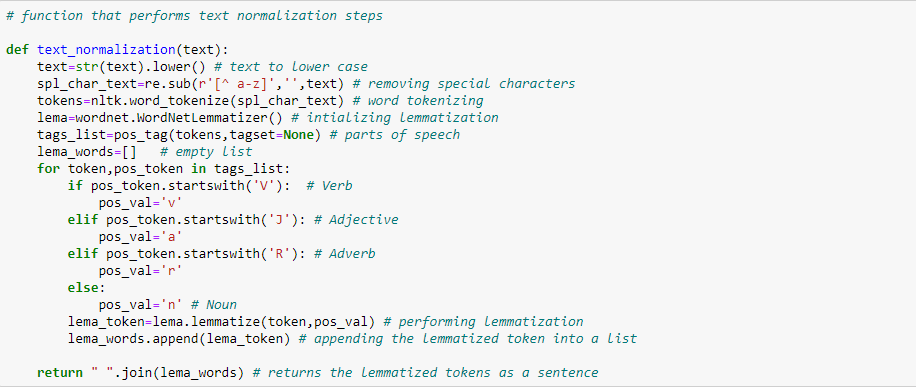 # function that performs text normalization steps
def text_normalization(text):
    text=str(text).lower() # text to lower case
    spl_char_text=re.sub(r'[^ a-z]','',text) # removing special characters
    tokens=nltk.word_tokenize(spl_char_text) # word tokenizing
    lema=wordnet.WordNetLemmatizer() # intializing lemmatization
    tags_list=pos_tag(tokens,tagset=None) # parts of speech
    lema_words=[]   # empty list
    for token,pos_token in tags_list:
        if pos_token.startswith('V'):  # Verb
            pos_val='v'
        elif pos_token.startswith('J'): # Adjective
            pos_val='a'
        elif pos_token.startswith('R'): # Adverb
            pos_val='r'
        else:
            pos_val='n' # Noun
        lema_token=lema.lemmatize(token,pos_val) # performing lemmatization
        lema_words.append(lema_token) # appending the lemmatized token into a list
    return " ".join(lema_words) # returns the lemmatized tokens as a sentence